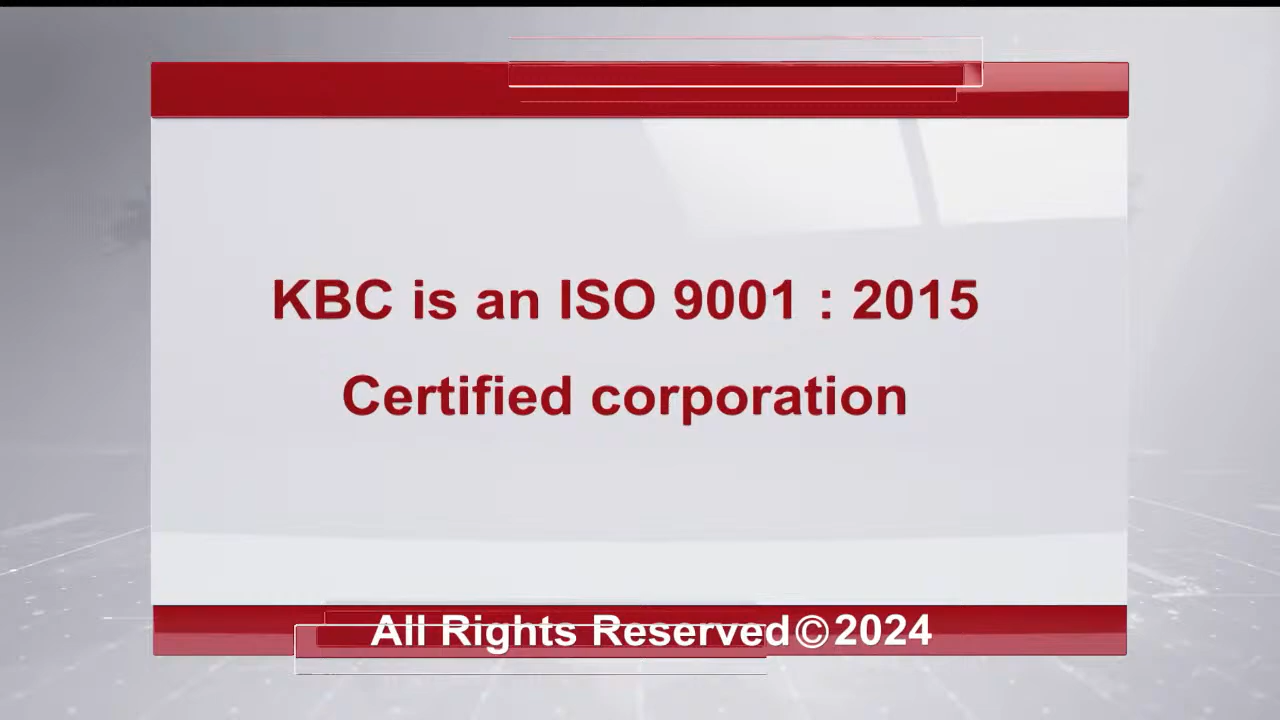 KBC is an ISO 9001 : 2015
Certified corporation
All Rights Reserved©2024